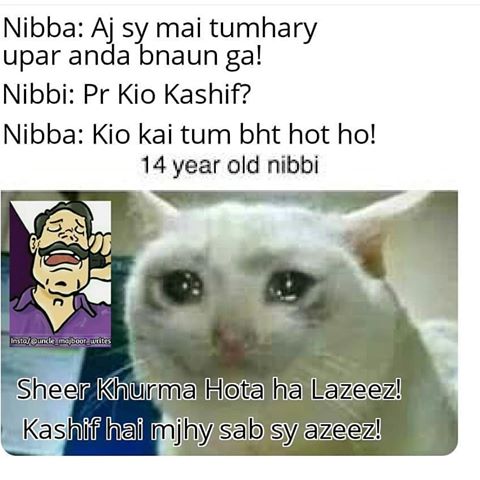 Nibba: Aj sy mai tumhary
upar anda bnaun ga!
Nibbi: Pr Kio Kashif?
Nibba: Kio kai tum bht hot ho!
14 year old nibbi
Insta/@uncle_majboor_writes
Sheer Khurma Hota ha Lazeez!
Kashif hai mjhy sab sy azeez!